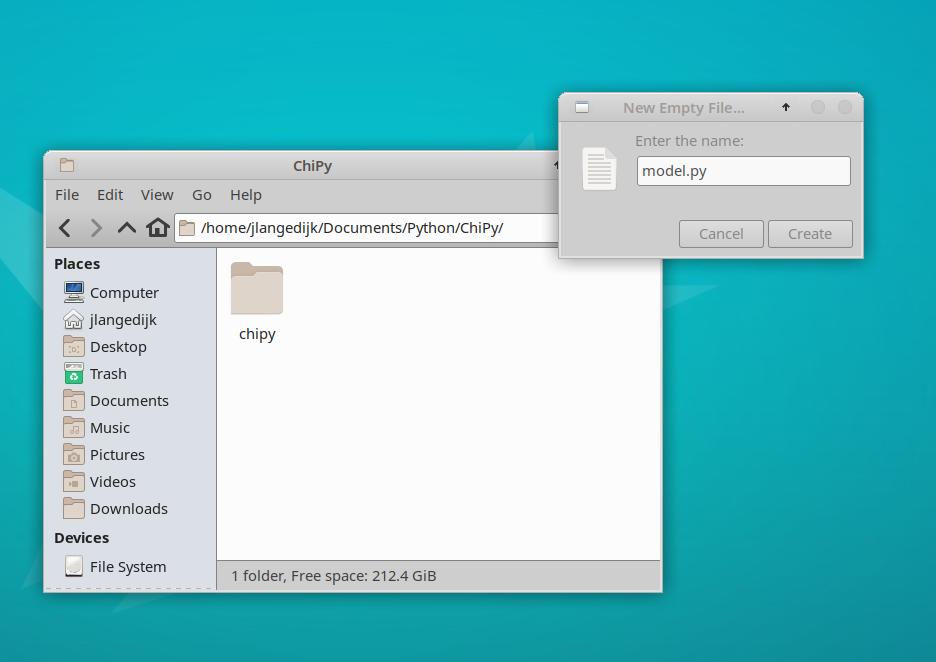 New Empty File...
Enter the name:
model.py
Cancel Create
ChiPy
File Edit View Go Help
/home/jlangedijk/Documents/Python/ChiPy/
Places
Computer
jlangedijk
Desktop
Trash
Documents
Music
Pictures
Videos
Downloads
Devices
File System
chipy
1 folder, Free space: 212.4 GiB